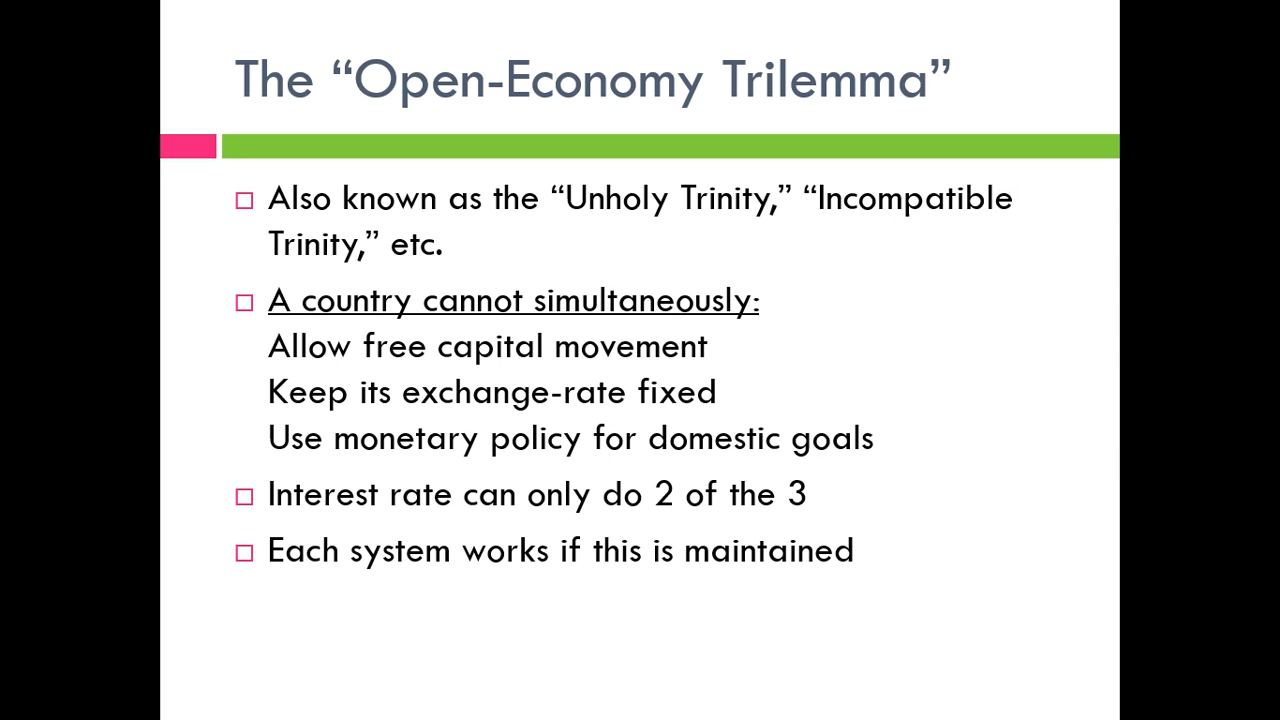 The “Open-Economy Trilemma”
Also known as the “Unholy Trinity,” “Incompatible
Trinity,” etc.
A country cannot simultaneously:
Allow free capital movement
Keep its exchange-rate fixed
Use monetary policy for domestic goals
Interest rate can only do 2 of the 3
Each system works if this is maintained